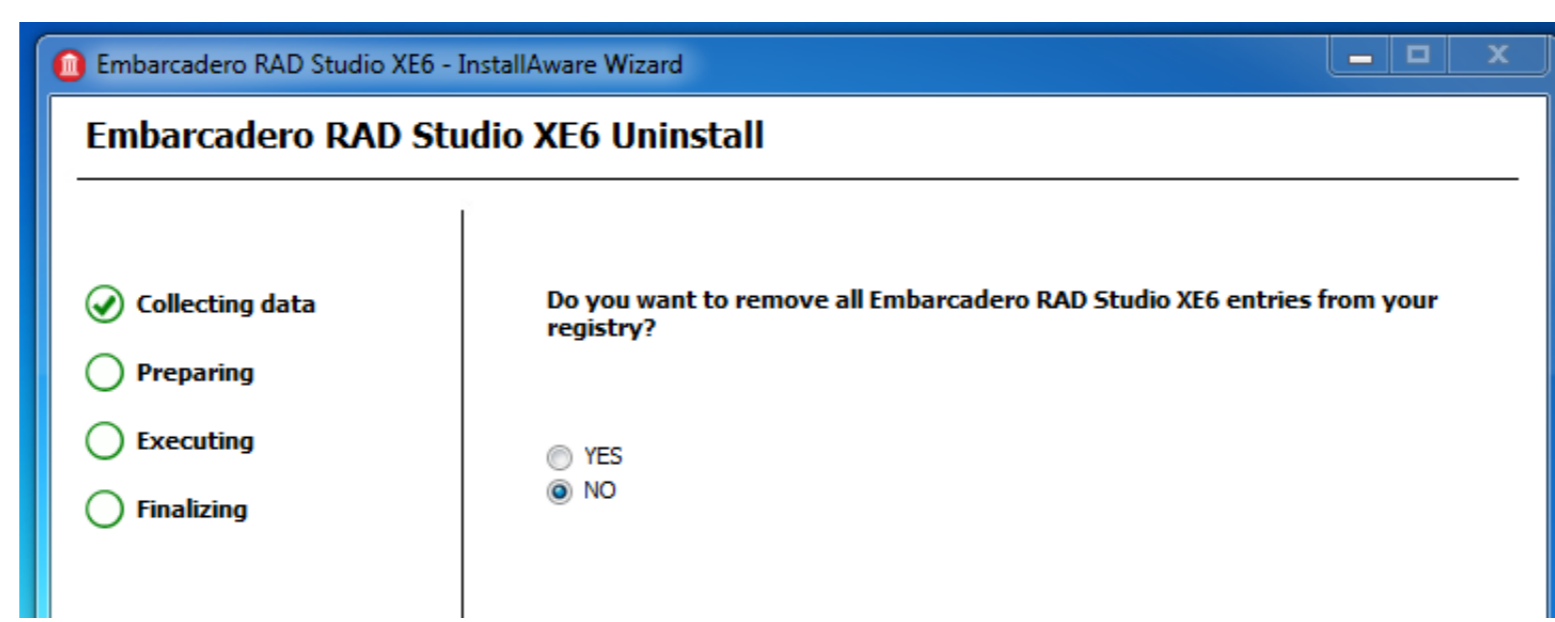 Embarcadero RAD Studio XE6 - InstallAware Wizard
Embarcadero RAD Studio XE6 Uninstall
Collecting data
Preparing
Executing
Finalizing
Do you want to remove all Embarcadero RAD Studio XE6 entries from your
registry?
YES
NO